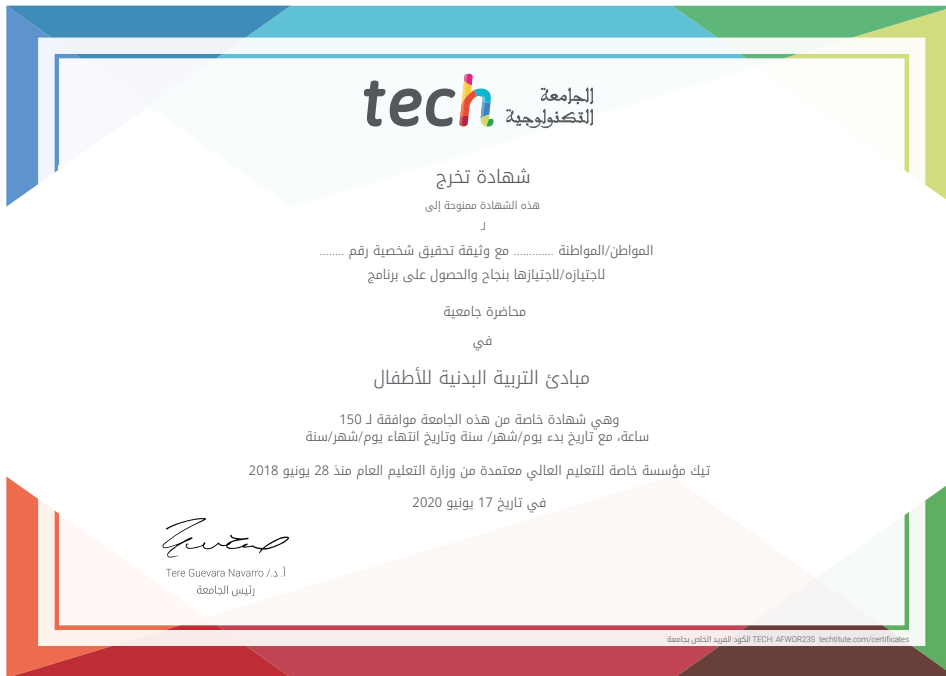 tech الجامعة
التكنولوجية
شهادة تخرج
هذه الشهادة ممنوحة إلى
لـ
المواطن/المواطنة ............ مع وثيقة تحقيق شخصية رقم ........
لاجتيازه/لاجتيازها بنجاح والحصول على برنامج
محاضرة جامعية
في
مبادئ التربية البدنية للأطفال
وهي شهادة خاصة من هذه الجامعة موافقة لـ 150
ساعة، مع تاريخ بدء يوم/شهر/ سنة وتاريخ انتهاء يوم/شهر/سنة
تيك مؤسسة خاصة للتعليم العالي معتمدة من وزارة التعليم العام منذ 28 يونيو 2018
في تاريخ 17 يونيو 2020
أ. د./ Tere Guevara Navarro
رئيس الجامعة
الكود الفريد الخاص بجامعة TECH: AFWOR23S techtitute.com/certificates